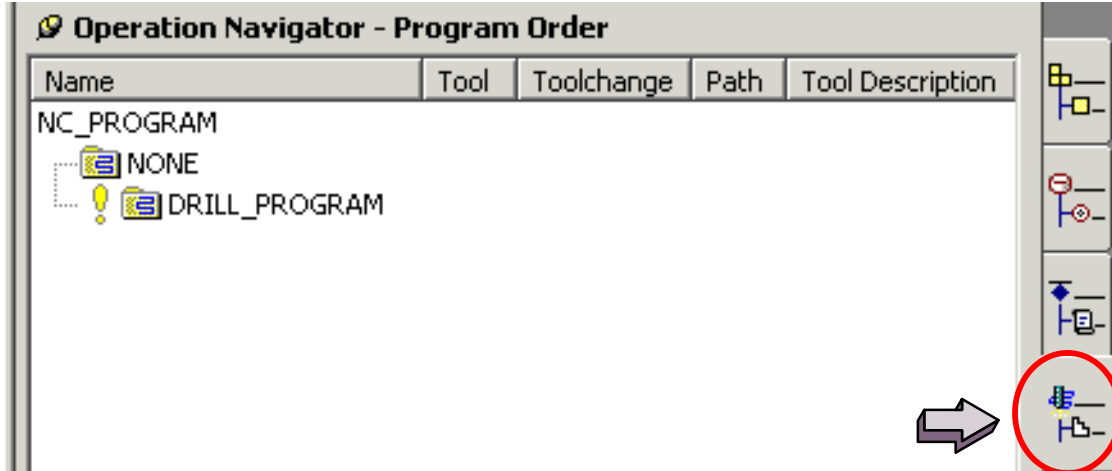 Operation Navigator - Program Order
Name Tool Toolchange Path Tool Description
NC_PROGRAM
NONE
DRILL_PROGRAM